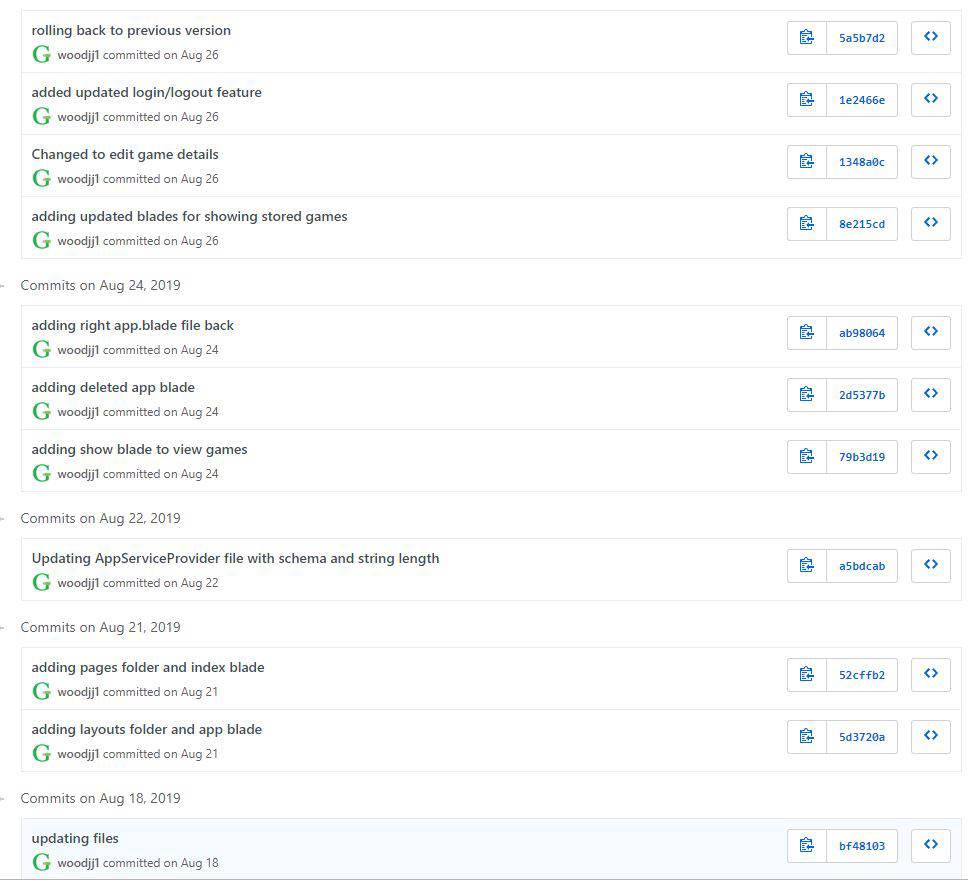 rolling back to previous version
5a5b7d2
woodjj1 committed on Aug 26
added updated login/logout feature
1e2466e
woodjj1 committed on Aug 26
Changed to edit game details
1348a0c
woodjj1 committed on Aug 26
adding updated blades for showing stored games
8e215cd
woodjj1 committed on Aug 26
Commits on Aug 24, 2019
adding right app.blade file back
ab98064
woodjj1 committed on Aug 24
adding deleted app blade
2d5377b
woodjj1 committed on Aug 24
adding show blade to view games
79b3d19
woodjj1 committed on Aug 24
Commits on Aug 22, 2019
Updating AppServiceProvider file with schema and string length
a5bdcab
woodjj1 committed on Aug 22
Commits on Aug 21, 2019
adding pages folder and index blade
52cffb2
woodjj1 committed on Aug 21
adding layouts folder and app blade
5d3720a
woodjj1 committed on Aug 21
Commits on Aug 18, 2019
updating files
bf48103
woodjj1 committed on Aug 18